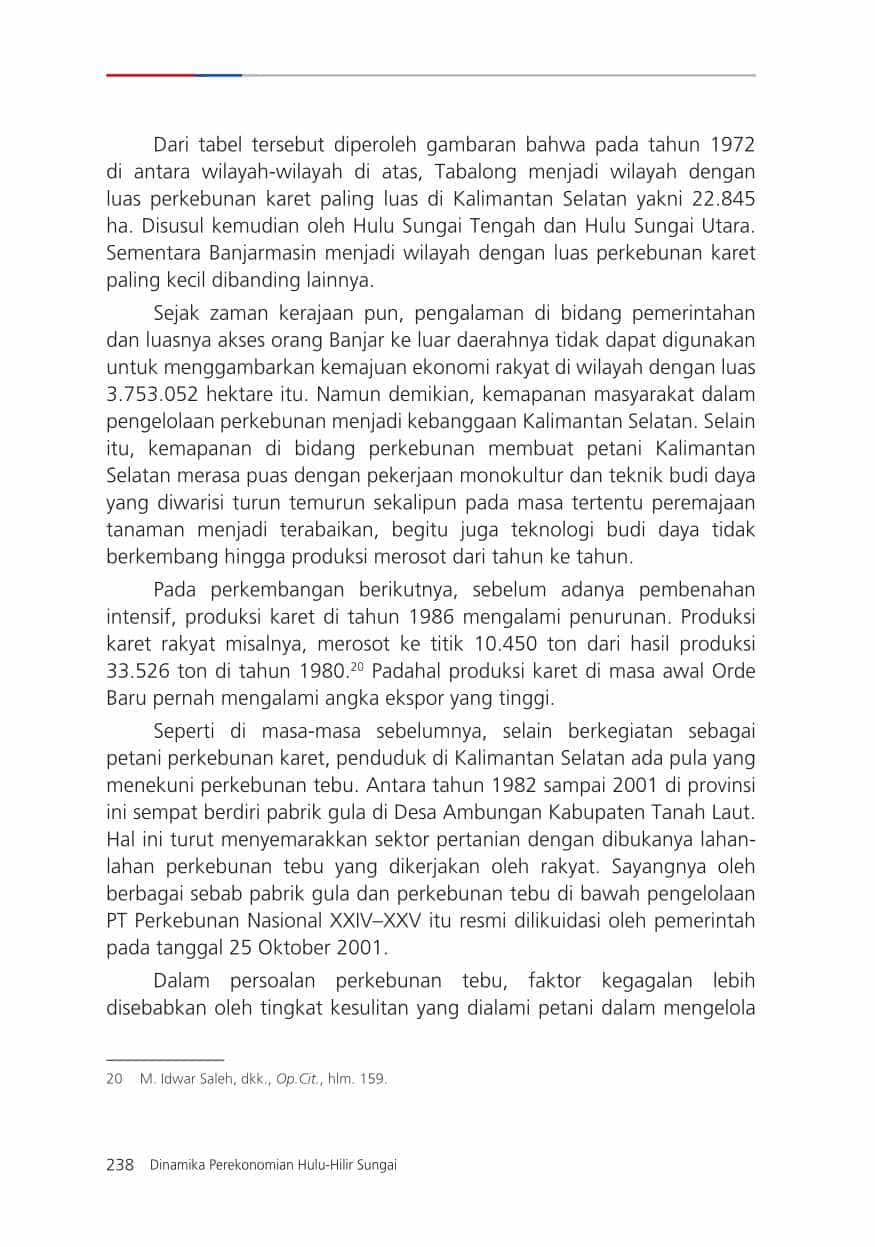 Dari tabel tersebut diperoleh gambaran bahwa pada tahun 1972
di antara wilayah-wilayah di atas, Tabalong menjadi wilayah dengan
luas perkebunan karet paling luas di Kalimantan Selatan yakni 22.845
ha. Disusul kemudian oleh Hulu Sungai Tengah dan Hulu Sungai Utara.
Sementara Banjarmasin menjadi wilayah dengan luas perkebunan karet
paling kecil dibanding lainnya.
Sejak zaman kerajaan pun, pengalaman di bidang pemerintahan
dan luasnya akses orang Banjar ke luar daerahnya tidak dapat digunakan
untuk menggambarkan kemajuan ekonomi rakyat di wilayah dengan luas
3.753.052 hektare itu. Namun demikian, kemapanan masyarakat dalam
pengelolaan perkebunan menjadi kebanggaan Kalimantan Selatan. Selain
itu, kemapanan di bidang perkebunan membuat petani Kalimantan
Selatan merasa puas dengan pekerjaan monokultur dan teknik budi daya
yang diwarisi turun temurun sekalipun pada masa tertentu peremajaan
tanaman menjadi terabaikan, begitu juga teknologi budi daya tidak
berkembang hingga produksi merosot dari tahun ke tahun.
Pada perkembangan berikutnya, sebelum adanya pembenahan
intensif, produksi karet di tahun 1986 mengalami penurunan. Produksi
karet rakyat misalnya, merosot ke titik 10.450 ton dari hasil produksi
33.526 ton di tahun 1980.20 Padahal produksi karet di masa awal Orde
Baru pernah mengalami angka ekspor yang tinggi.
Seperti di masa-masa sebelumnya, selain berkegiatan sebagai
petani perkebunan karet, penduduk di Kalimantan Selatan ada pula yang
menekuni perkebunan tebu. Antara tahun 1982 sampai 2001 di provinsi
ini sempat berdiri pabrik gula di Desa Ambungan Kabupaten Tanah Laut.
Hal ini turut menyemarakkan sektor pertanian dengan dibukanya lahan-
lahan perkebunan tebu yang dikerjakan oleh rakyat. Sayangnya oleh
berbagai sebab pabrik gula dan perkebunan tebu di bawah pengelolaan
PT Perkebunan Nasional XXIV–XXV itu resmi dilikuidasi oleh pemerintah
pada tanggal 25 Oktober 2001.
Dalam persoalan perkebunan tebu, faktor kegagalan lebih
disebabkan oleh tingkat kesulitan yang dialami petani dalam mengelola
20 M. Idwar Saleh, dkk., Op.Cit., hlm. 159.
238 Dinamika Perekonomian Hulu-Hilir Sungai